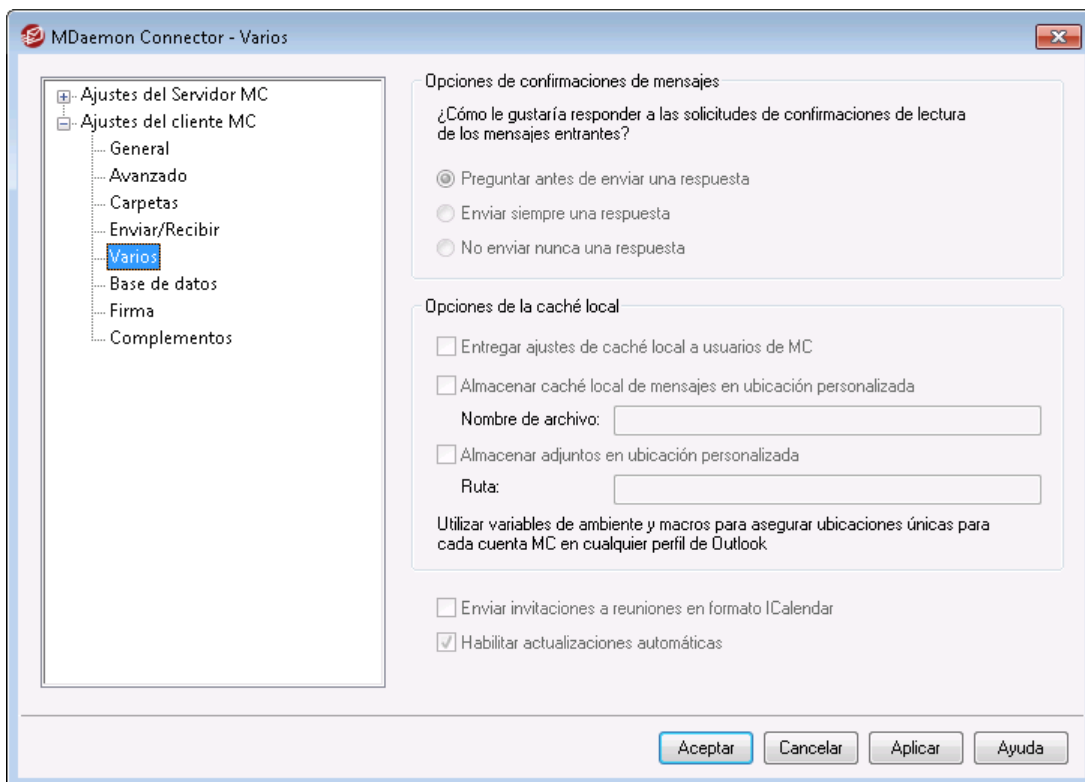 MDaemon Connector - Varios
Ajustes del Servidor MC
Ajustes del cliente MC
General
Avanzado
Carpetas
Enviar/Recibir
Varios
Base de datos
Firma
Complementos
Opciones de confirmaciones de mensajes
¿Cómo le gustaría responder a las solicitudes de confirmaciones de lectura
de los mensajes entrantes?
Preguntar antes de enviar una respuesta
Enviar siempre una respuesta
No enviar nunca una respuesta
Opciones de la caché local
Entregar ajustes de caché local a usuarios de MC
Almacenar caché local de mensajes en ubicación personalizada
Nombre de archivo:
Almacenar adjuntos en ubicación personalizada
Ruta:
Utilizar variables de ambiente y macros para asegurar ubicaciones únicas para
cada cuenta MC en cualquier perfil de Outlook
Enviar invitaciones a reuniones en formato ICalendar
Habilitar actualizaciones automáticas
Aceptar
Cancelar
Aplicar
Ayuda